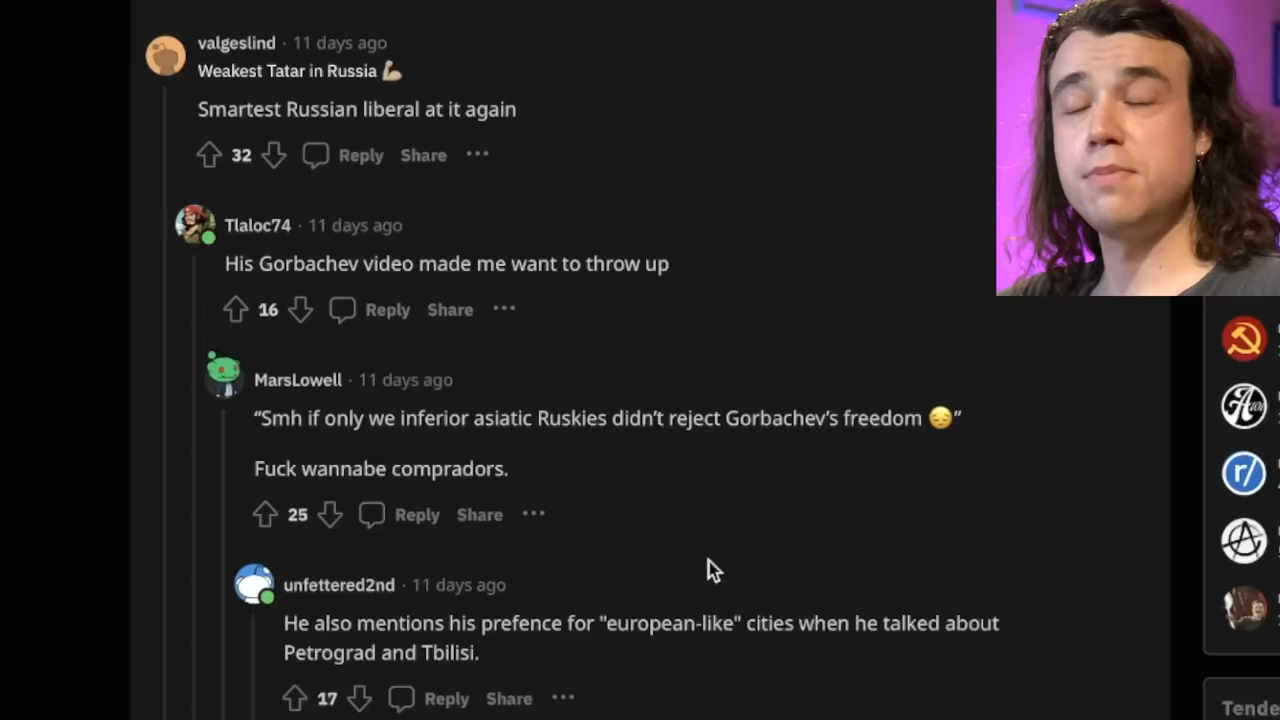 valgeslind · 11 days ago
Weakest Tatar in Russia 💪🏼
Smartest Russian liberal at it again
32 Reply Share ...
Tlaloc74 · 11 days ago
His Gorbachev video made me want to throw up
16 Reply Share ...
MarsLowell · 11 days ago
“Smh if only we inferior asiatic Ruskies didn’t reject Gorbachev’s freedom 😔”
Fuck wannabe compradors.
25 Reply Share ...
unfettered2nd · 11 days ago
He also mentions his prefence for "european-like" cities when he talked about
Petrograd and Tbilisi.
17 Reply Share ...
r/
Tende